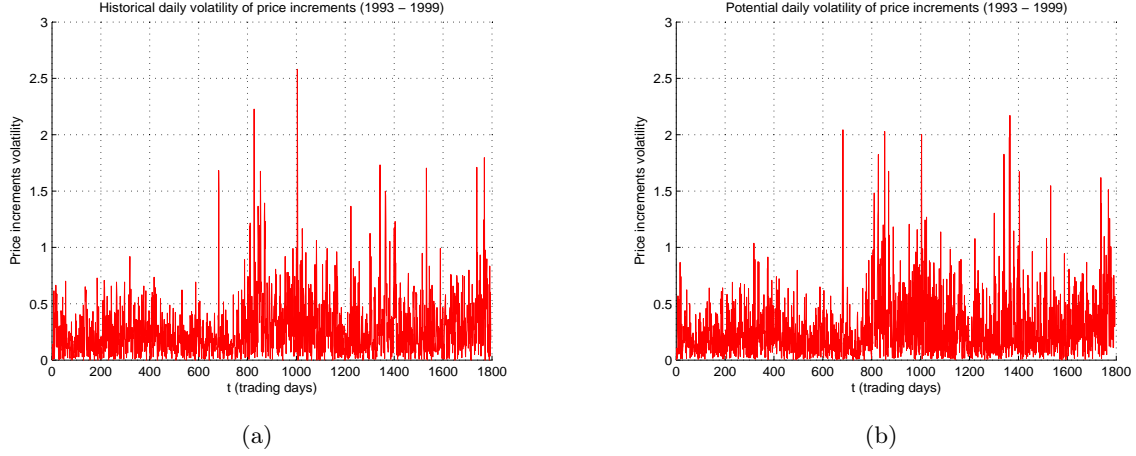 Historical daily volatility of price increments (1993 − 1999)
3
2.5
2
1.5
1
0.5
0
Price increments volatility
0 200 400 600 800 1000 1200 1400 1600 1800
t (trading days)
(a)
Potential daily volatility of price increments (1993 − 1999)
3
2.5
2
1.5
1
0.5
0
Price increments volatility
0 200 400 600 800 1000 1200 1400 1600 1800
t (trading days)
(b)